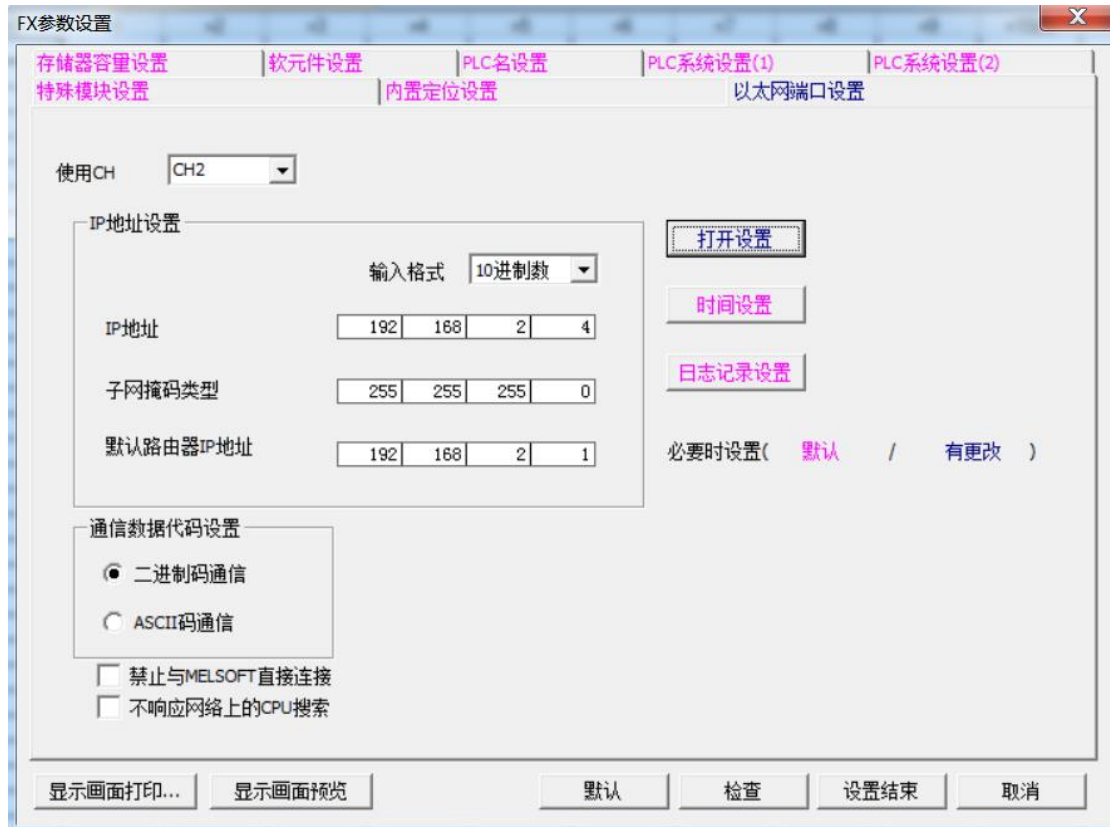 FX参数设置
存储器容量设置 软元件设置 PLC名设置 PLC系统设置(1) PLC系统设置(2)
特殊模块设置 内置定位设置 以太网端口设置
使用CH CH2
IP地址设置
输入格式 10进制数
IP地址 192 168 2 4
子网掩码类型 255 255 255 0
默认路由器IP地址 192 168 2 1
打开设置
时间设置
日志记录设置
必要时设置( 默认 / 有更改 )
通信数据代码设置
二进制码通信
ASCII码通信
禁止与MELSOFT直接连接
不响应网络上的CPU搜索
显示画面打印... 显示画面预览 默认 检查 设置结束 取消